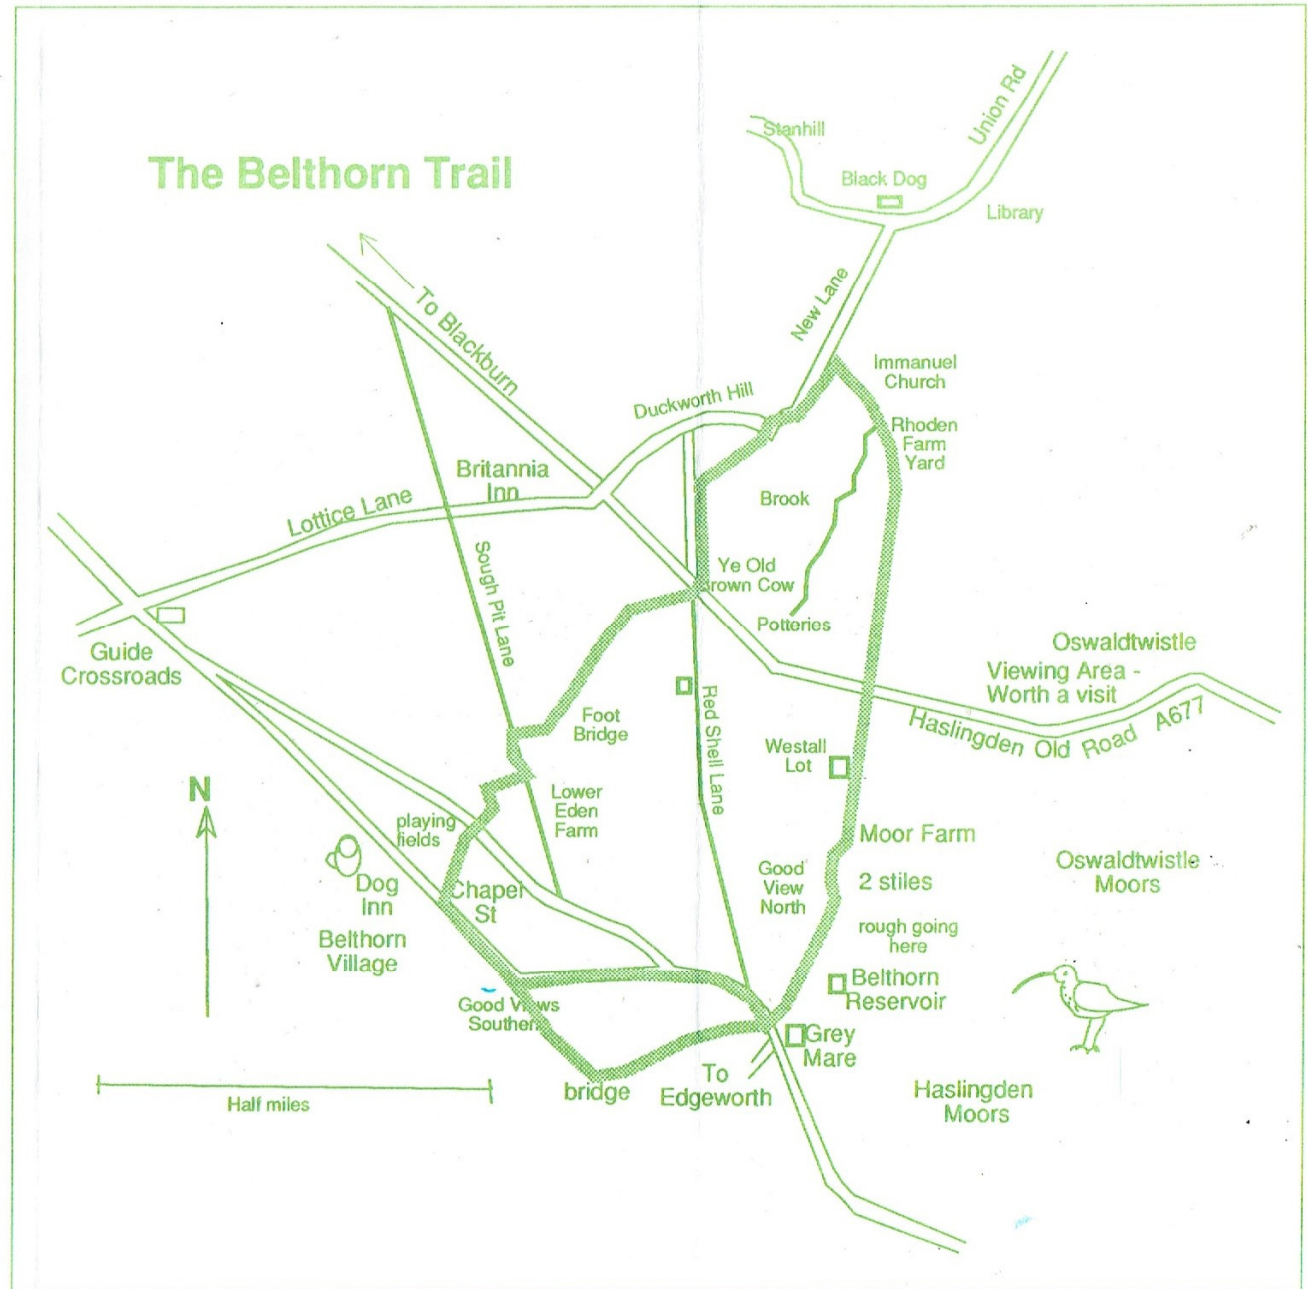 Union Rd
Stanhill
The Belthorn Trail
Black Dog
Library
New Lane
To Blackburn
Immanuel
Church
Duckworth Hill
Rhoden
Farm
Yard
Britannia
Inn
Lottice Lane
Brook
Sough Pit Lane
Ye Old
Brown Cow
Potteries
Guide
Crossroads
Oswaldtwistle
Viewing Area -
Worth a visit
Haslingden Old Road A677
Foot
Bridge
Red Shell Lane
Westall
Lot
N
Lower
Eden
Farm
playing
fields
Moor Farm
Oswaldtwistle
Moors
Good
View
North
2 stiles
Dog
Inn
Chapel
St
rough going
here
Belthorn
Village
Belthorn
Reservoir
Good Views
Southern
Grey
Mare
To
Edgeworth
bridge
Haslingden
Moors
Half miles